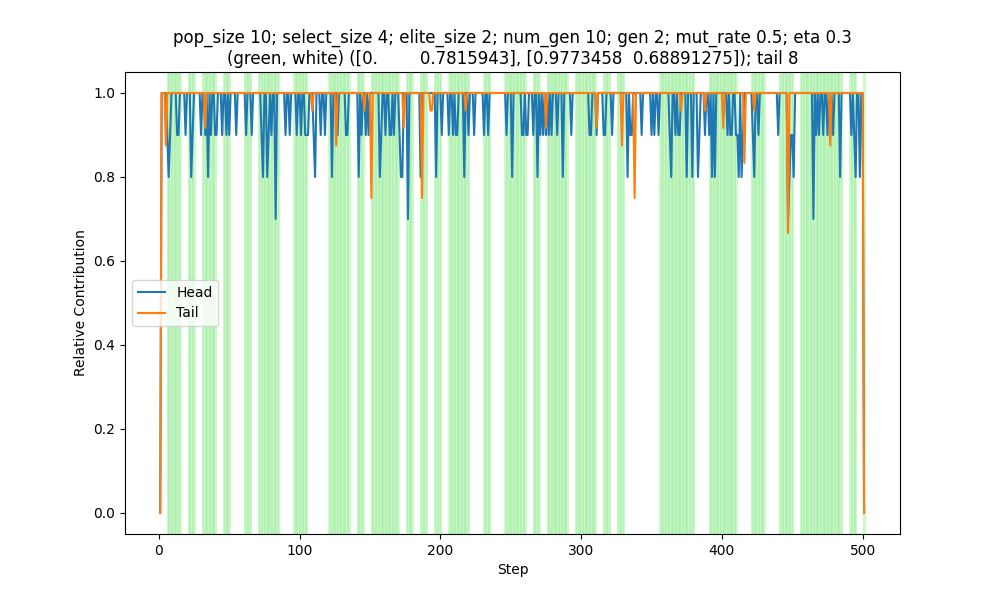 pop_size 10; select_size 4; elite_size 2; num_gen 10; gen 2; mut_rate 0.5; eta 0.3
(green, white) ([0.        0.7815943], [0.9773458  0.68891275]); tail 8
1.0
0.8
0.6
0.4
0.2
0.0
Relative Contribution
Head
Tail
0
100
200
300
400
500
Step